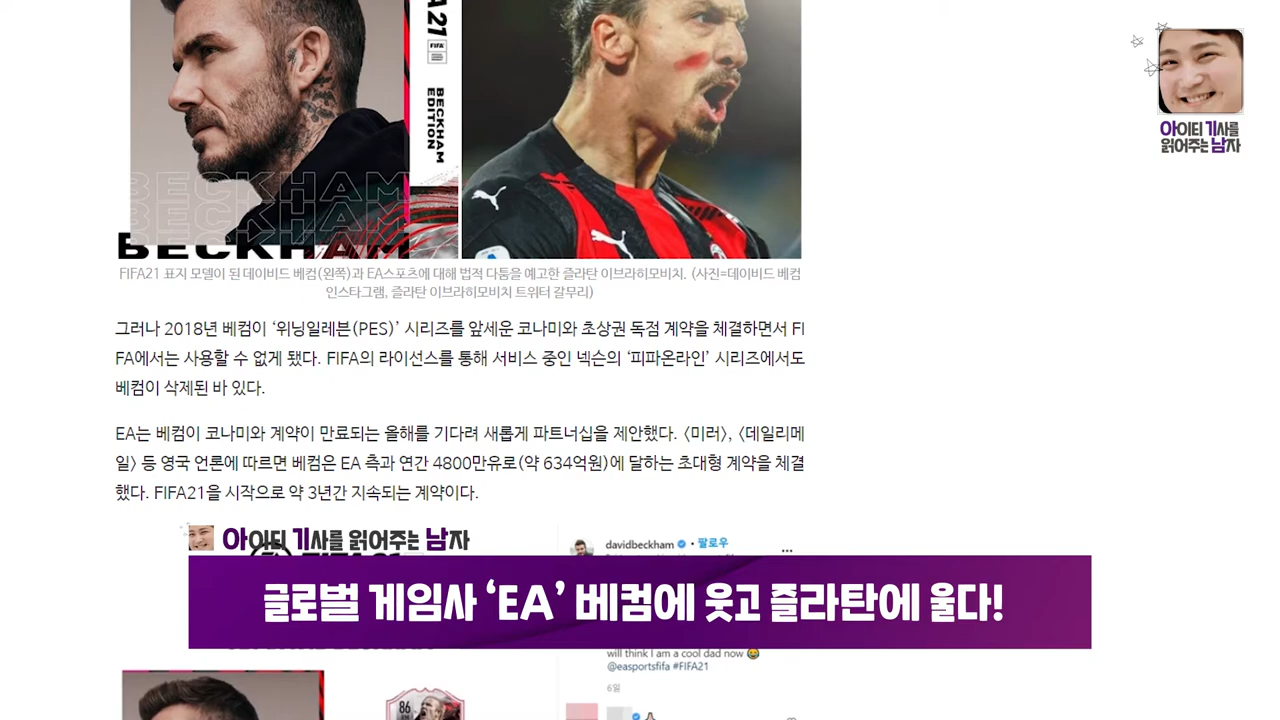 A21
FIFA
BECKHAM
EDITION
BECKHAM
BECKHAM
BECKHAM
BECKHAM
아이티 기사를
읽어주는 남자
FIFA21 표지 모델이 된 데이비드 베컴(왼쪽)과 EA스포츠에 대해 법적 다툼을 예고한 즐라탄 이브라히모비치. (사진=데이비드 베컴
인스타그램, 즐라탄 이브라히모비치 트위터 갈무리)
그러나 2018년 베컴이 ‘위닝일레븐(PES)’ 시리즈를 앞세운 코나미와 초상권 독점 계약을 체결하면서 FI
FA에서는 사용할 수 없게 됐다. FIFA의 라이선스를 통해 서비스 중인 넥슨의 ‘피파온라인’ 시리즈에서도
베컴이 삭제된 바 있다.
EA는 베컴이 코나미와 계약이 만료되는 올해를 기다려 새롭게 파트너십을 제안했다. <미러>, <데일리메
일> 등 영국 언론에 따르면 베컴은 EA 측과 연간 4800만유로(약 634억원)에 달하는 초대형 계약을 체결
했다. FIFA21을 시작으로 약 3년간 지속되는 계약이다.
아이티 기사를 읽어주는 남자
davidbeckham • 팔로우
글로벌 게임사 ‘EA’ 베컴에 웃고 즐라탄에 울다!
will think I am a cool dad now 😂
@easportsfifa #FIFA21
6일
86